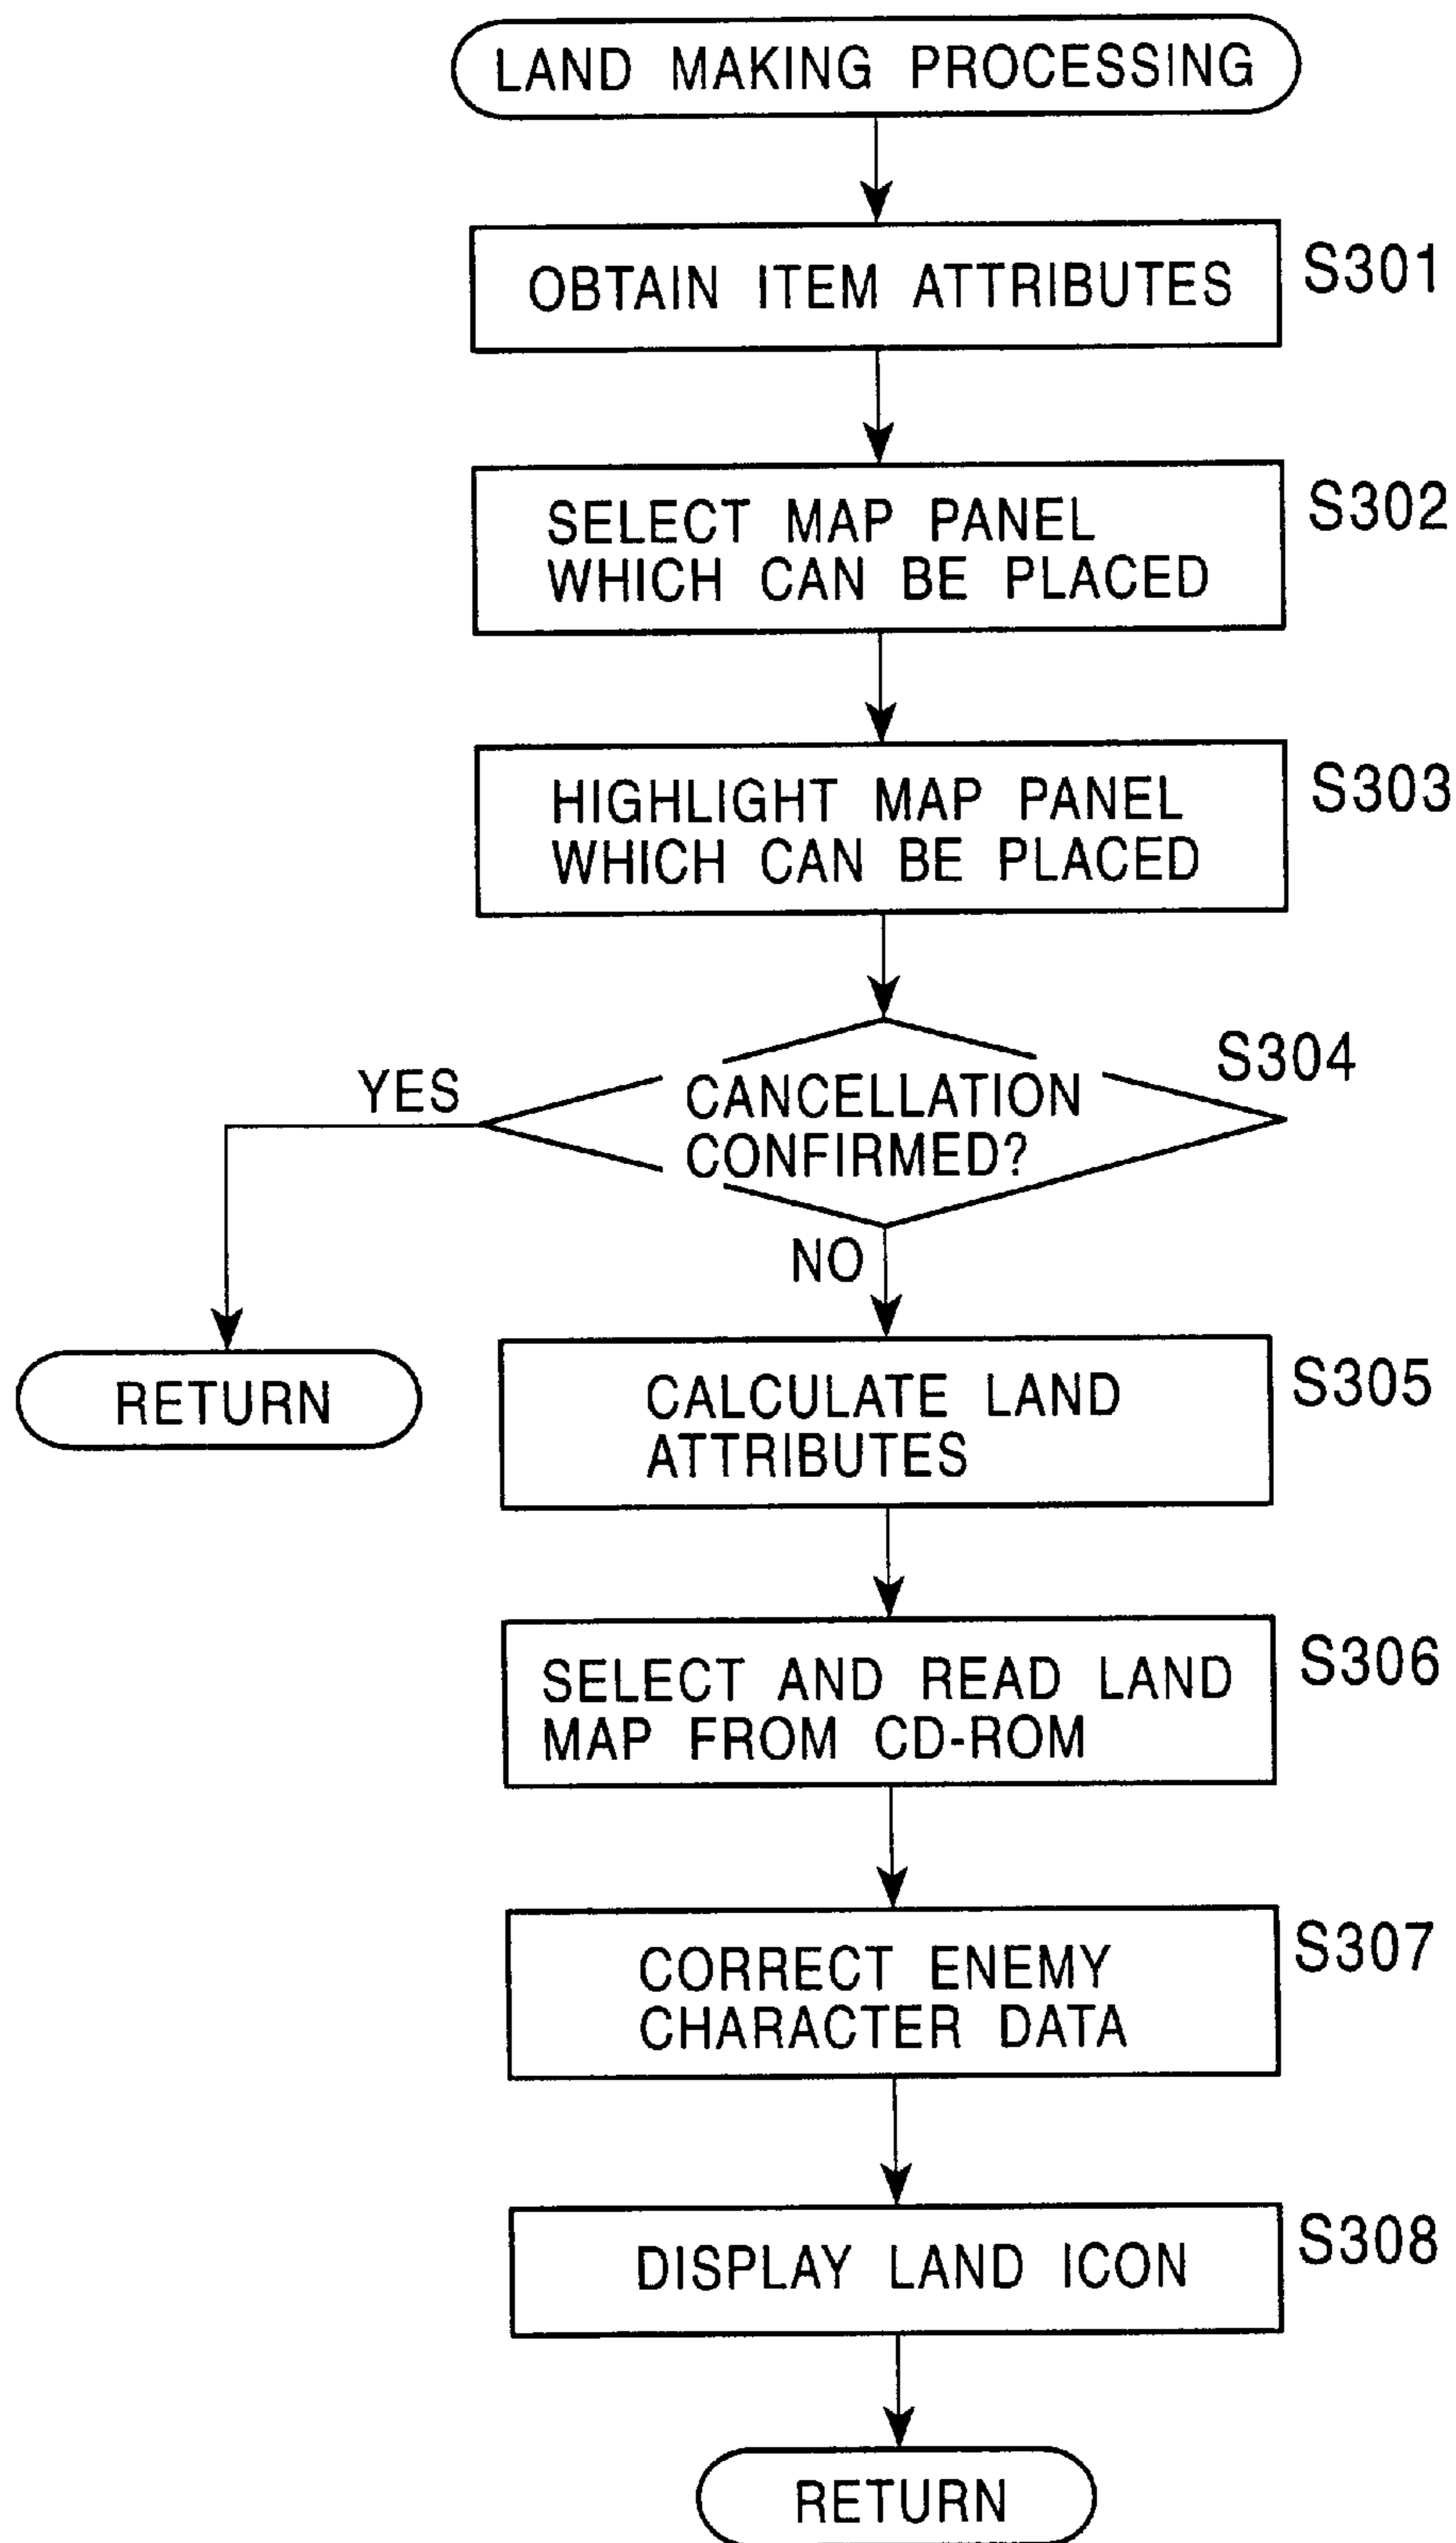 LAND MAKING PROCESSING
OBTAIN ITEM ATTRIBUTES
S301
SELECT MAP PANEL
WHICH CAN BE PLACED
S302
HIGHLIGHT MAP PANEL
WHICH CAN BE PLACED
S303
CANCELLATION
CONFIRMED?
S304
YES
NO
RETURN
CALCULATE LAND
ATTRIBUTES
S305
SELECT AND READ LAND
MAP FROM CD-ROM
S306
CORRECT ENEMY
CHARACTER DATA
S307
DISPLAY LAND ICON
S308
RETURN